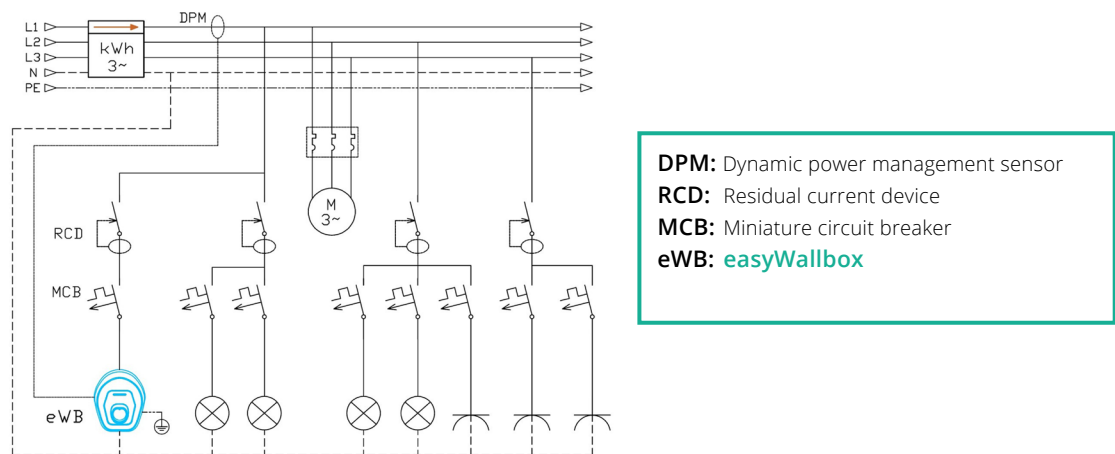 DPM
L1
L2
L3
N
PE
kWh
3~
M
3~
RCD
MCB
eWB
DPM: Dynamic power management sensor
RCD: Residual current device
MCB: Miniature circuit breaker
eWB: easyWallbox